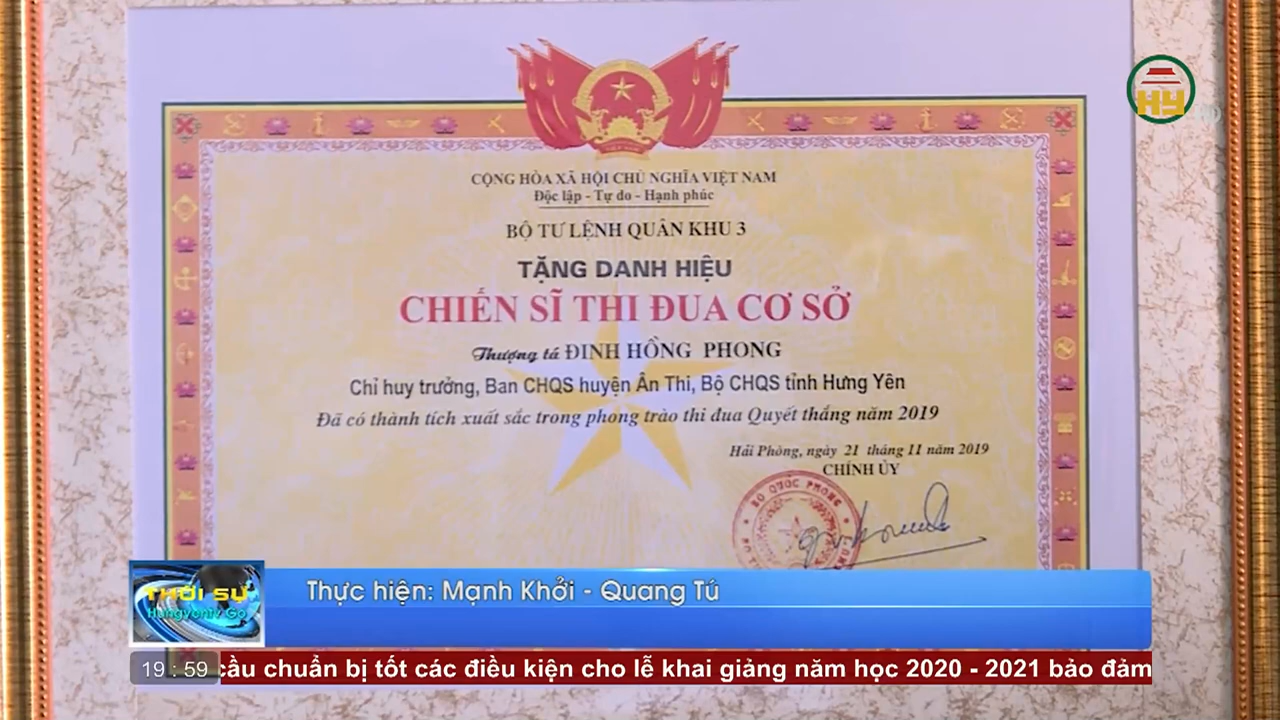 HY
CỘNG HÒA XÃ HỘI CHỦ NGHĨA VIỆT NAM
Độc lập - Tự do - Hạnh phúc
BỘ TƯ LỆNH QUÂN KHU 3
TẶNG DANH HIỆU
CHIẾN SĨ THI ĐUA CƠ SỞ
Thượng tá ĐINH HỒNG PHONG
Chỉ huy trưởng, Ban CHQS huyện Ân Thi, Bộ CHQS tỉnh Hưng Yên
Đã có thành tích xuất sắc trong phong trào thi đua Quyết thắng năm 2019
Hải Phòng, ngày 21 tháng 11 năm 2019
CHÍNH ỦY
BỘ QUỐC PHÒNG
THỜI SỰ
Hungyentv Go
Thực hiện: Mạnh Khởi - Quang Tú
19 : 59
cầu chuẩn bị tốt các điều kiện cho lễ khai giảng năm học 2020 - 2021 bảo đảm